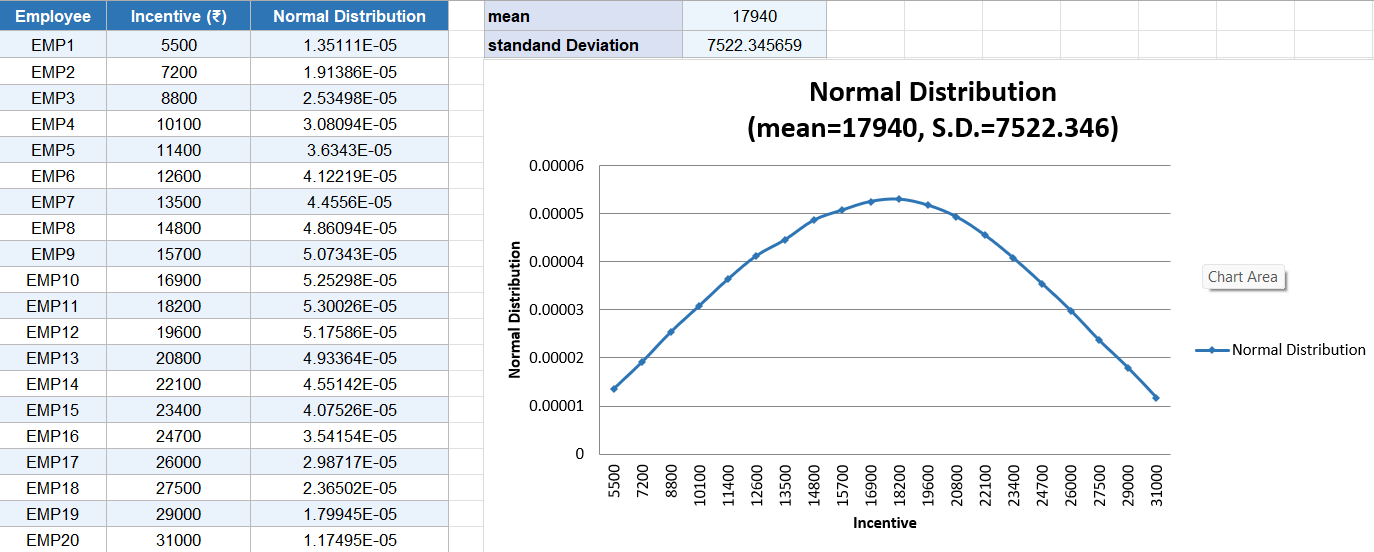 Employee Incentive (₹) Normal Distribution
EMP1 5500 1.35111E-05
EMP2 7200 1.91386E-05
EMP3 8800 2.53498E-05
EMP4 10100 3.08094E-05
EMP5 11400 3.6343E-05
EMP6 12600 4.12219E-05
EMP7 13500 4.4556E-05
EMP8 14800 4.86094E-05
EMP9 15700 5.07343E-05
EMP10 16900 5.25298E-05
EMP11 18200 5.30026E-05
EMP12 19600 5.17586E-05
EMP13 20800 4.93364E-05
EMP14 22100 4.55142E-05
EMP15 23400 4.07526E-05
EMP16 24700 3.54154E-05
EMP17 26000 2.98717E-05
EMP18 27500 2.36502E-05
EMP19 29000 1.79945E-05
EMP20 31000 1.17495E-05
mean 17940
standand Deviation 7522.345659
Normal Distribution
(mean=17940, S.D.=7522.346)
Normal Distribution
0.00006
0.00005
0.00004
0.00003
0.00002
0.00001
0
5500 7200 8800 10100 11400 12600 13500 14800 15700 16900 18200 19600 20800 22100 23400 24700 26000 27500 29000 31000
Incentive
Chart Area
Normal Distribution